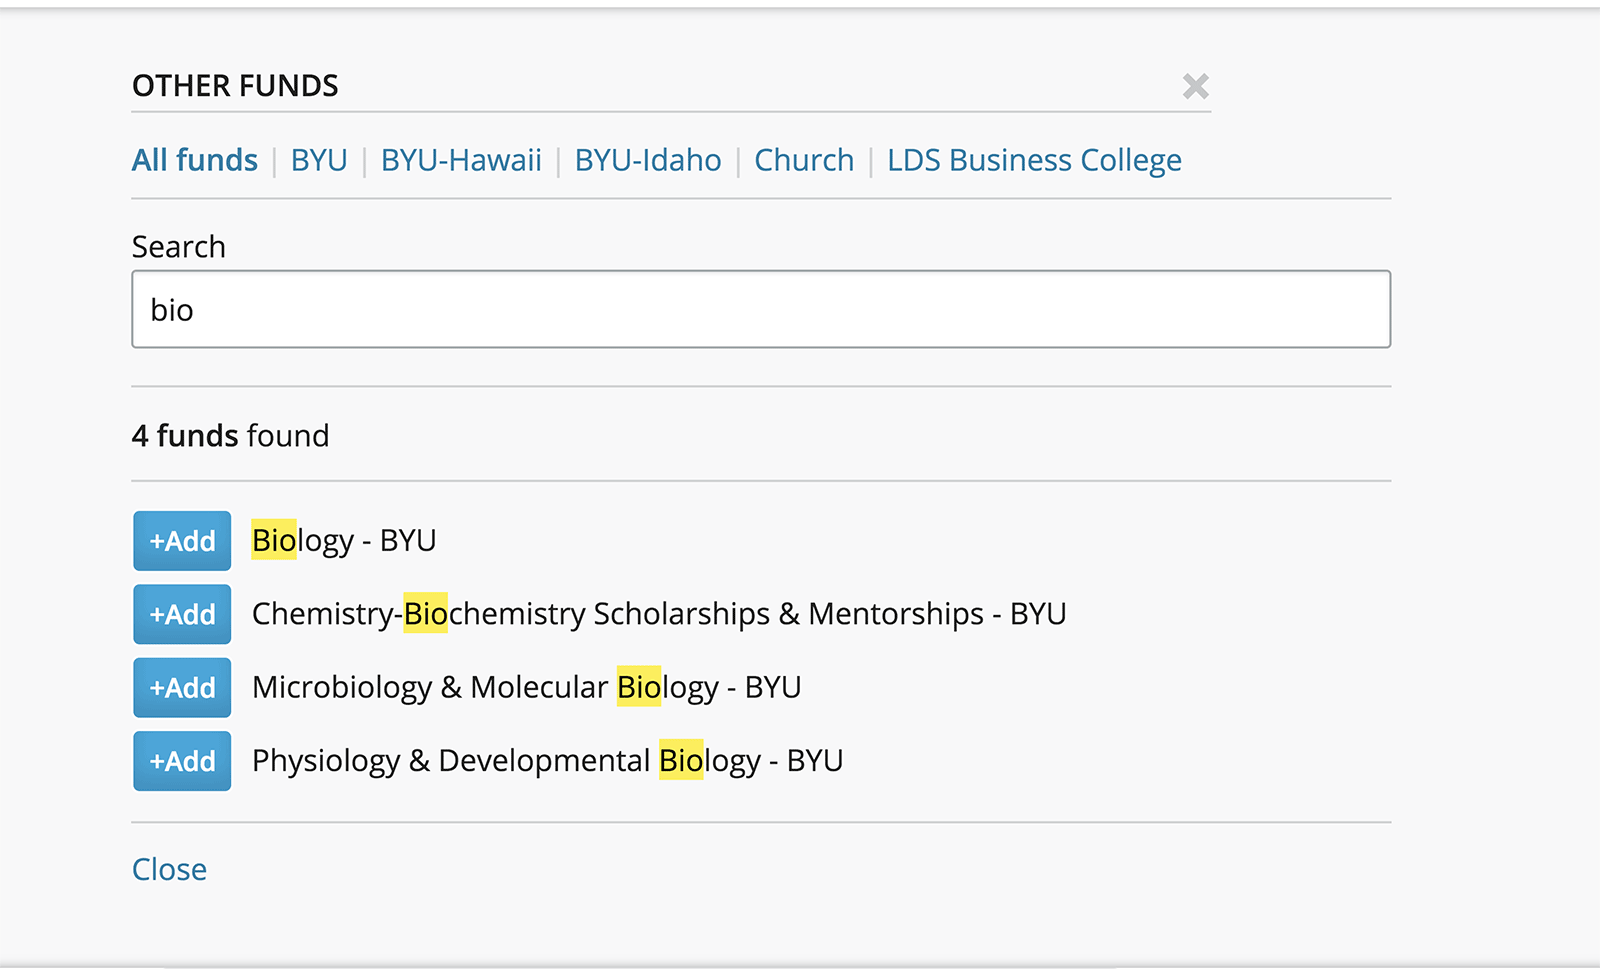 OTHER FUNDS
All funds | BYU | BYU-Hawaii | BYU-Idaho | Church | LDS Business College
Search
bio
4 funds found
+Add Biology - BYU
+Add Chemistry-Biochemistry Scholarships & Mentorships - BYU
+Add Microbiology & Molecular Biology - BYU
+Add Physiology & Developmental Biology - BYU
Close